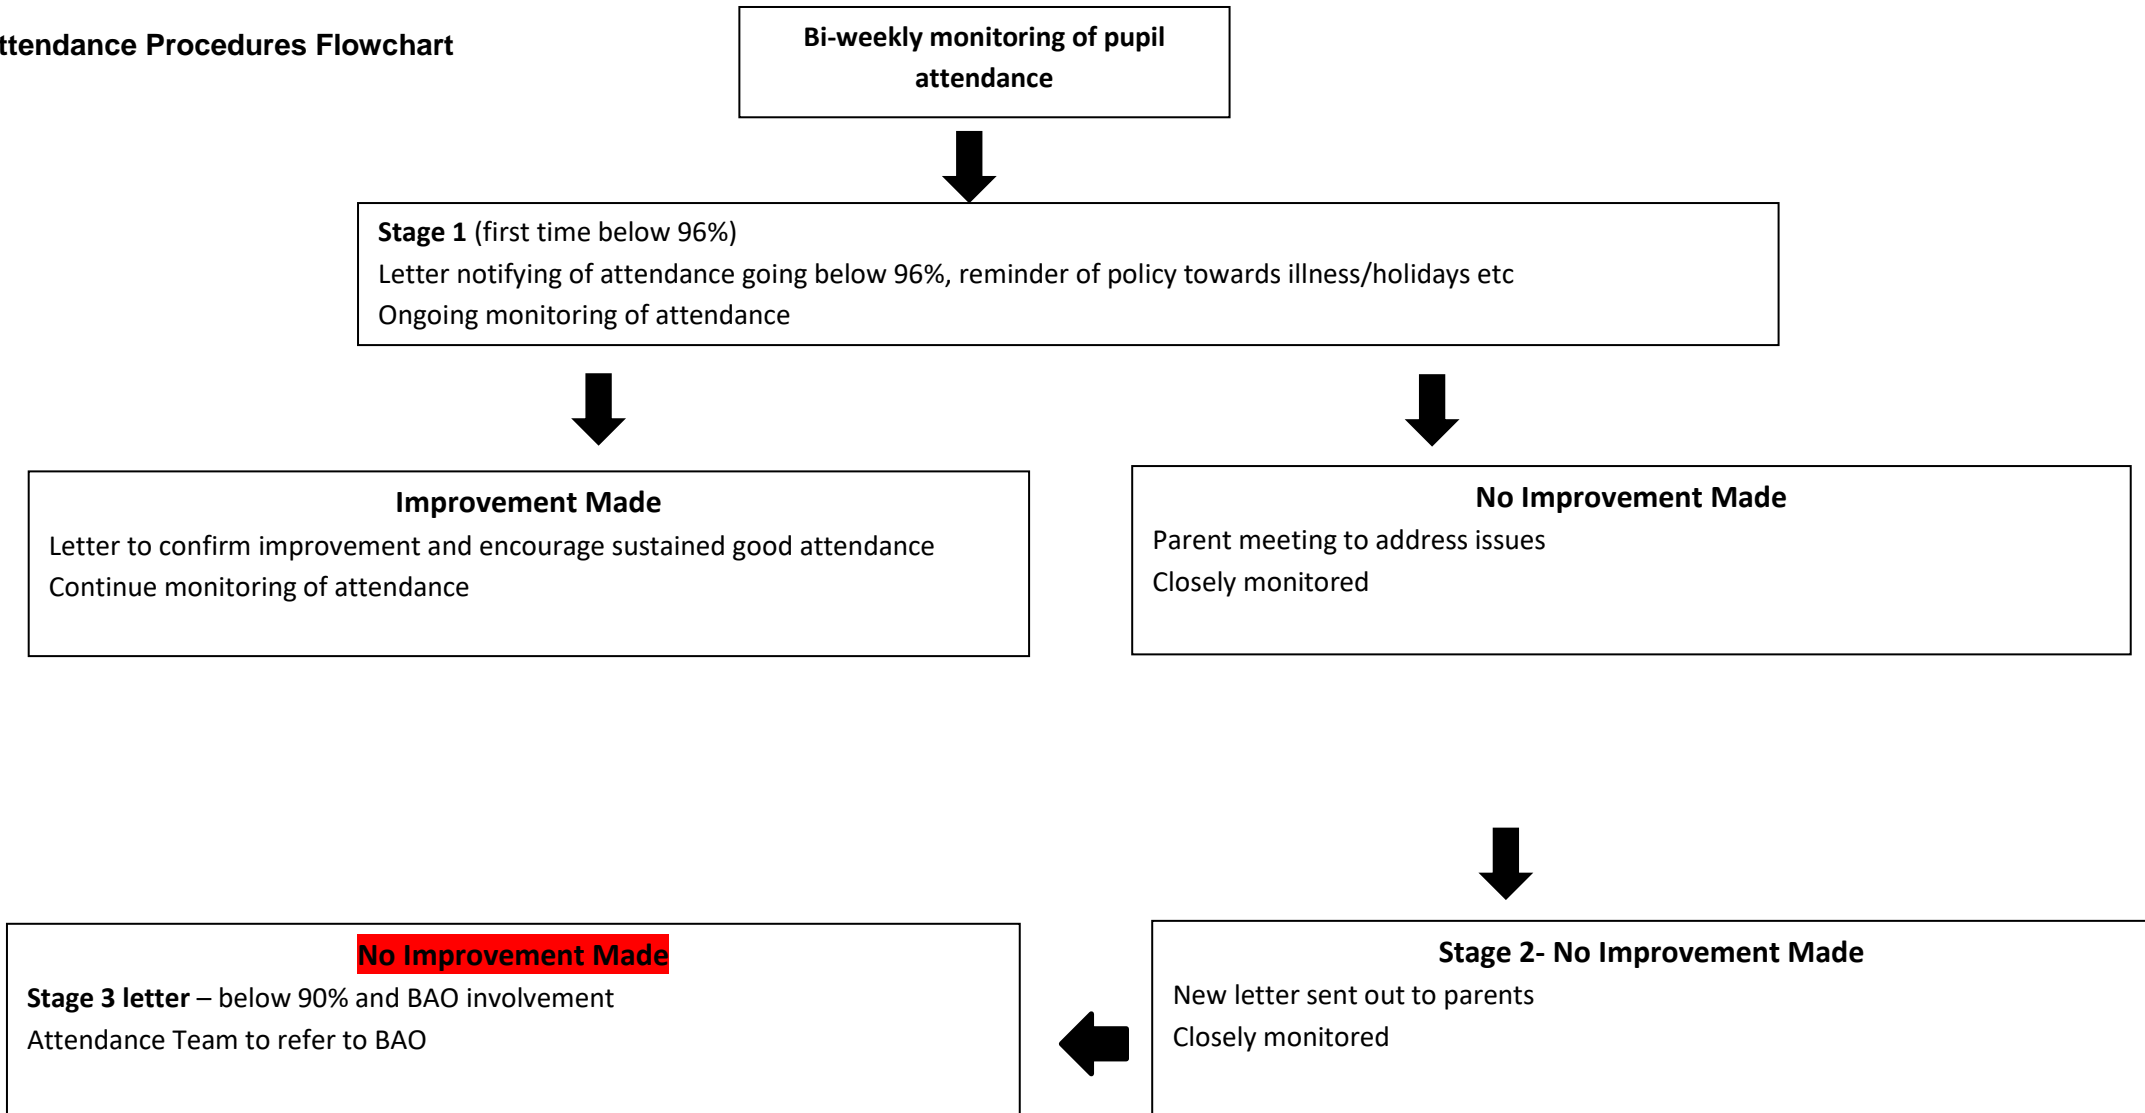 ttendance Procedures Flowchart
Bi-weekly monitoring of pupil
attendance
Stage 1 (first time below 96%)
Letter notifying of attendance going below 96%, reminder of policy towards illness/holidays etc
Ongoing monitoring of attendance
Improvement Made
Letter to confirm improvement and encourage sustained good attendance
Continue monitoring of attendance
No Improvement Made
Parent meeting to address issues
Closely monitored
Stage 2- No Improvement Made
New letter sent out to parents
Closely monitored
No Improvement Made
Stage 3 letter – below 90% and BAO involvement
Attendance Team to refer to BAO